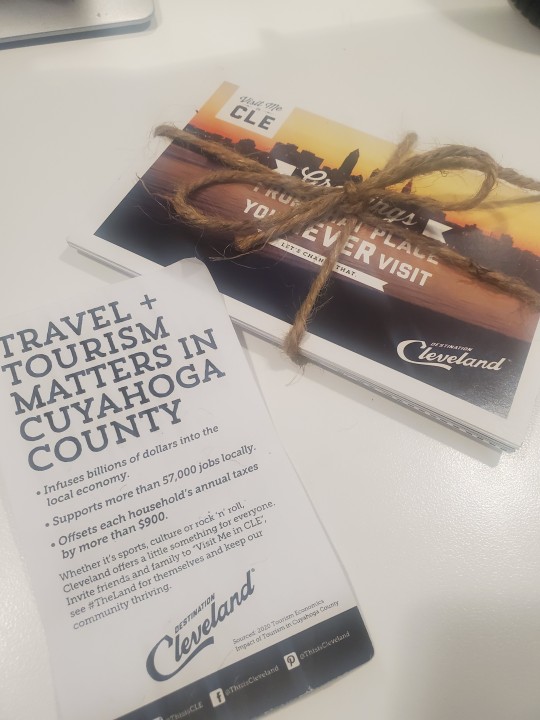 Visit Me
in
CLE
Greetings
FROM THAT PLACE
YOU NEVER VISIT
LET'S CHANGE THAT.
DESTINATION
Cleveland
TRAVEL +
TOURISM
MATTERS IN
CUYAHOGA
COUNTY
• Infuses billions of dollars into the
local economy.
• Supports more than 57,000 jobs locally.
• Offsets each household's annual taxes
by more than $900.
Whether it's sports, culture or rock 'n' roll,
Cleveland offers a little something for everyone.
Invite friends and family to "Visit Me in CLE",
see #TheLand for themselves and keep our
community thriving.
DESTINATION
Cleveland
Sources: 2020 Tourism Economics
Impact of Tourism in Cuyahoga County
@ThisIsCLE
@ThisIsCleveland
@ThisIsCleveland